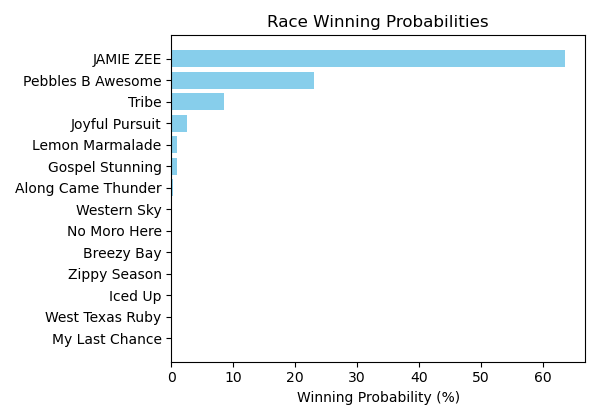 Race Winning Probabilities
JAMIE ZEE
Pebbles B Awesome
Tribe
Joyful Pursuit
Lemon Marmalade
Gospel Stunning
Along Came Thunder
Western Sky
No Moro Here
Breezy Bay
Zippy Season
Iced Up
West Texas Ruby
My Last Chance
0 10 20 30 40 50 60
Winning Probability (%)